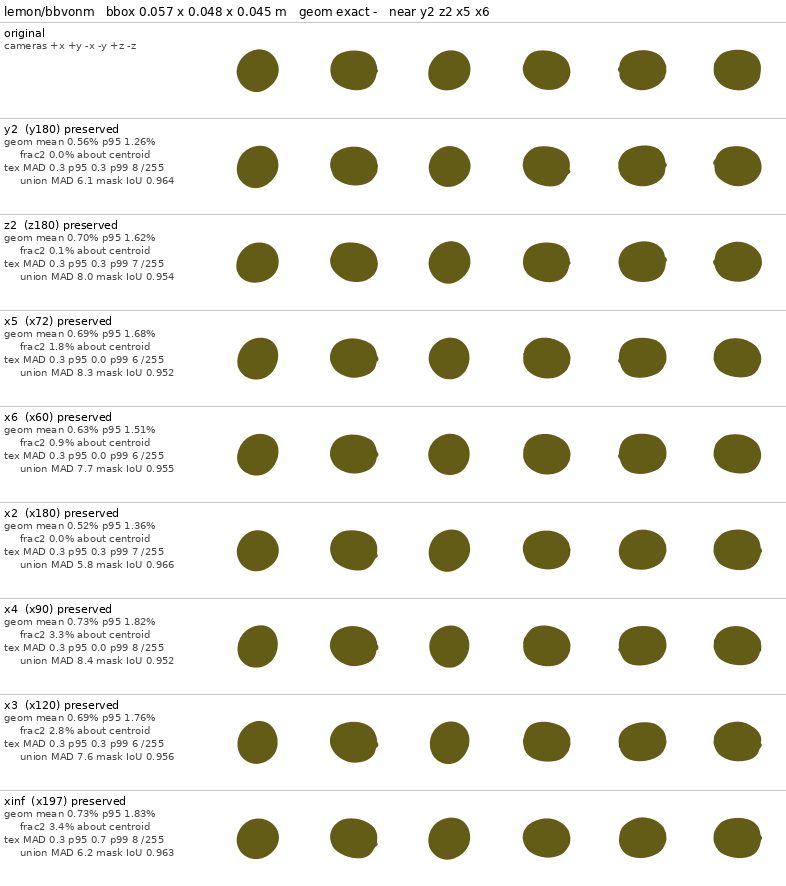 lemon/bbvonm   bbox 0.057 x 0.048 x 0.045 m   geom exact -   near y2 z2 x5 x6
original
cameras +x +y -x -y +z -z
y2  (y180) preserved
geom mean 0.56% p95 1.26%
frac2 0.0% about centroid
tex MAD 0.3 p95 0.3 p99 8 /255
union MAD 6.1 mask IoU 0.964
z2  (z180) preserved
geom mean 0.70% p95 1.62%
frac2 0.1% about centroid
tex MAD 0.3 p95 0.3 p99 7 /255
union MAD 8.0 mask IoU 0.954
x5  (x72) preserved
geom mean 0.69% p95 1.68%
frac2 1.8% about centroid
tex MAD 0.3 p95 0.0 p99 6 /255
union MAD 8.3 mask IoU 0.952
x6  (x60) preserved
geom mean 0.63% p95 1.51%
frac2 0.9% about centroid
tex MAD 0.3 p95 0.0 p99 6 /255
union MAD 7.7 mask IoU 0.955
x2  (x180) preserved
geom mean 0.52% p95 1.36%
frac2 0.0% about centroid
tex MAD 0.3 p95 0.3 p99 7 /255
union MAD 5.8 mask IoU 0.966
x4  (x90) preserved
geom mean 0.73% p95 1.82%
frac2 3.3% about centroid
tex MAD 0.3 p95 0.0 p99 8 /255
union MAD 8.4 mask IoU 0.952
x3  (x120) preserved
geom mean 0.69% p95 1.76%
frac2 2.8% about centroid
tex MAD 0.3 p95 0.3 p99 6 /255
union MAD 7.6 mask IoU 0.956
xinf  (x197) preserved
geom mean 0.73% p95 1.83%
frac2 3.4% about centroid
tex MAD 0.3 p95 0.7 p99 8 /255
union MAD 6.2 mask IoU 0.963